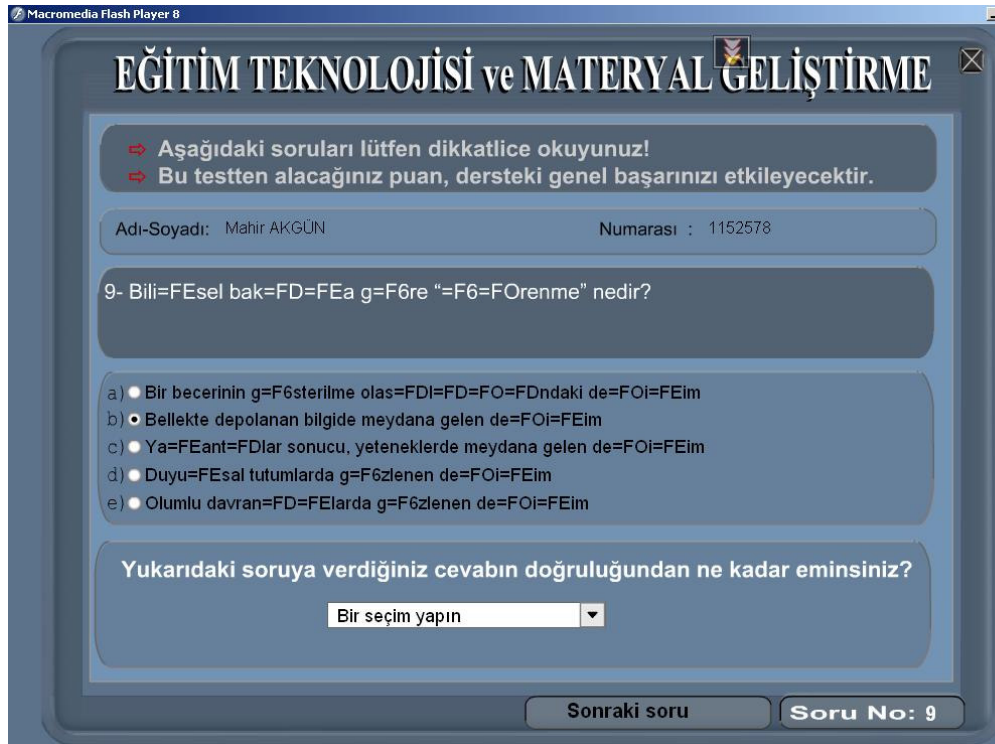 Macromedia Flash Player 8
EĞİTİM TEKNOLOJİSİ ve MATERYAL GELİŞTİRME
⇨ Aşağıdaki soruları lütfen dikkatlice okuyunuz!
⇨ Bu testten alacağınız puan, dersteki genel başarınızı etkileyecektir.
Adı-Soyadı: Mahir AKGÜN Numarası : 1152578
9- Bili=FEsel bak=FD=FEa g=F6re “=F6=FOrenme” nedir?
a) Bir becerinin g=F6sterilme olas=FDl=FD=FO=FDndaki de=FOi=FEim
b) Bellekte depolanan bilgide meydana gelen de=FOi=FEim
c) Ya=FEant=FDlar sonucu, yeteneklerde meydana gelen de=FOi=FEim
d) Duyu=FEsal tutumlarda g=F6zlenen de=FOi=FEim
e) Olumlu davran=FD=FElarda g=F6zlenen de=FOi=FEim
Yukarıdaki soruya verdiğiniz cevabın doğruluğundan ne kadar eminsiniz?
Bir seçim yapın
Sonraki soru Soru No: 9